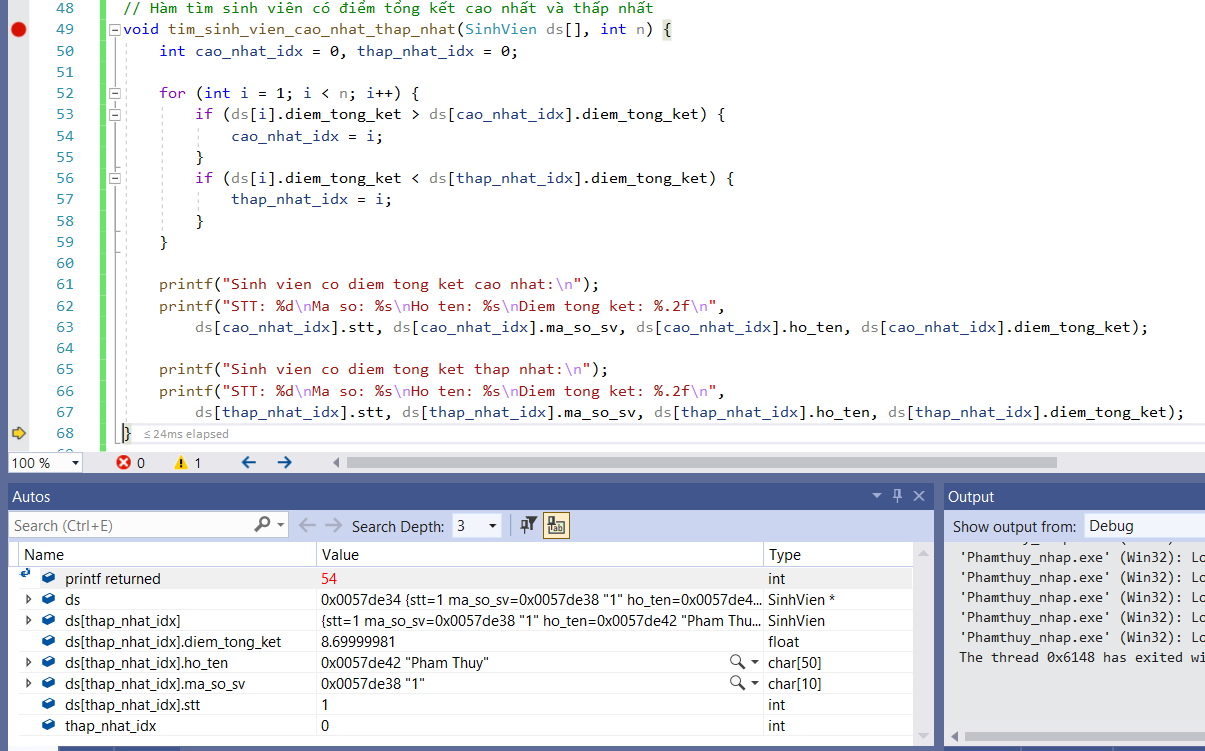 48 // Hàm tìm sinh viên có điểm tổng kết cao nhất và thấp nhất
49 void tim_sinh_vien_cao_nhat_thap_nhat(SinhVien ds[], int n) {
50 int cao_nhat_idx = 0, thap_nhat_idx = 0;
51
52 for (int i = 1; i < n; i++) {
53 if (ds[i].diem_tong_ket > ds[cao_nhat_idx].diem_tong_ket) {
54 cao_nhat_idx = i;
55 }
56 if (ds[i].diem_tong_ket < ds[thap_nhat_idx].diem_tong_ket) {
57 thap_nhat_idx = i;
58 }
59 }
60
61 printf("Sinh vien co diem tong ket cao nhat:\n");
62 printf("STT: %d\nMa so: %s\nHo ten: %s\nDiem tong ket: %.2f\n",
63 ds[cao_nhat_idx].stt, ds[cao_nhat_idx].ma_so_sv, ds[cao_nhat_idx].ho_ten, ds[cao_nhat_idx].diem_tong_ket);
64
65 printf("Sinh vien co diem tong ket thap nhat:\n");
66 printf("STT: %d\nMa so: %s\nHo ten: %s\nDiem tong ket: %.2f\n",
67 ds[thap_nhat_idx].stt, ds[thap_nhat_idx].ma_so_sv, ds[thap_nhat_idx].ho_ten, ds[thap_nhat_idx].diem_tong_ket);
68 } ≤ 24ms elapsed
100 % 0 1
Autos
Search (Ctrl+E) Search Depth: 3
Name Value Type
printf returned 54 int
ds 0x0057de34 {stt=1 ma_so_sv=0x0057de38 "1" ho_ten=0x0057de4... SinhVien *
ds[thap_nhat_idx] {stt=1 ma_so_sv=0x0057de38 "1" ho_ten=0x0057de42 "Pham Thu... SinhVien
ds[thap_nhat_idx].diem_tong_ket 8.69999981 float
ds[thap_nhat_idx].ho_ten 0x0057de42 "Pham Thuy" char[50]
ds[thap_nhat_idx].ma_so_sv 0x0057de38 "1" char[10]
ds[thap_nhat_idx].stt 1 int
thap_nhat_idx 0 int
Output
Show output from: Debug
'Phamthuy_nhap.exe' (Win32): Lo
'Phamthuy_nhap.exe' (Win32): Lo
'Phamthuy_nhap.exe' (Win32): Lo
'Phamthuy_nhap.exe' (Win32): Lo
'Phamthuy_nhap.exe' (Win32): Lo
The thread 0x6148 has exited wi